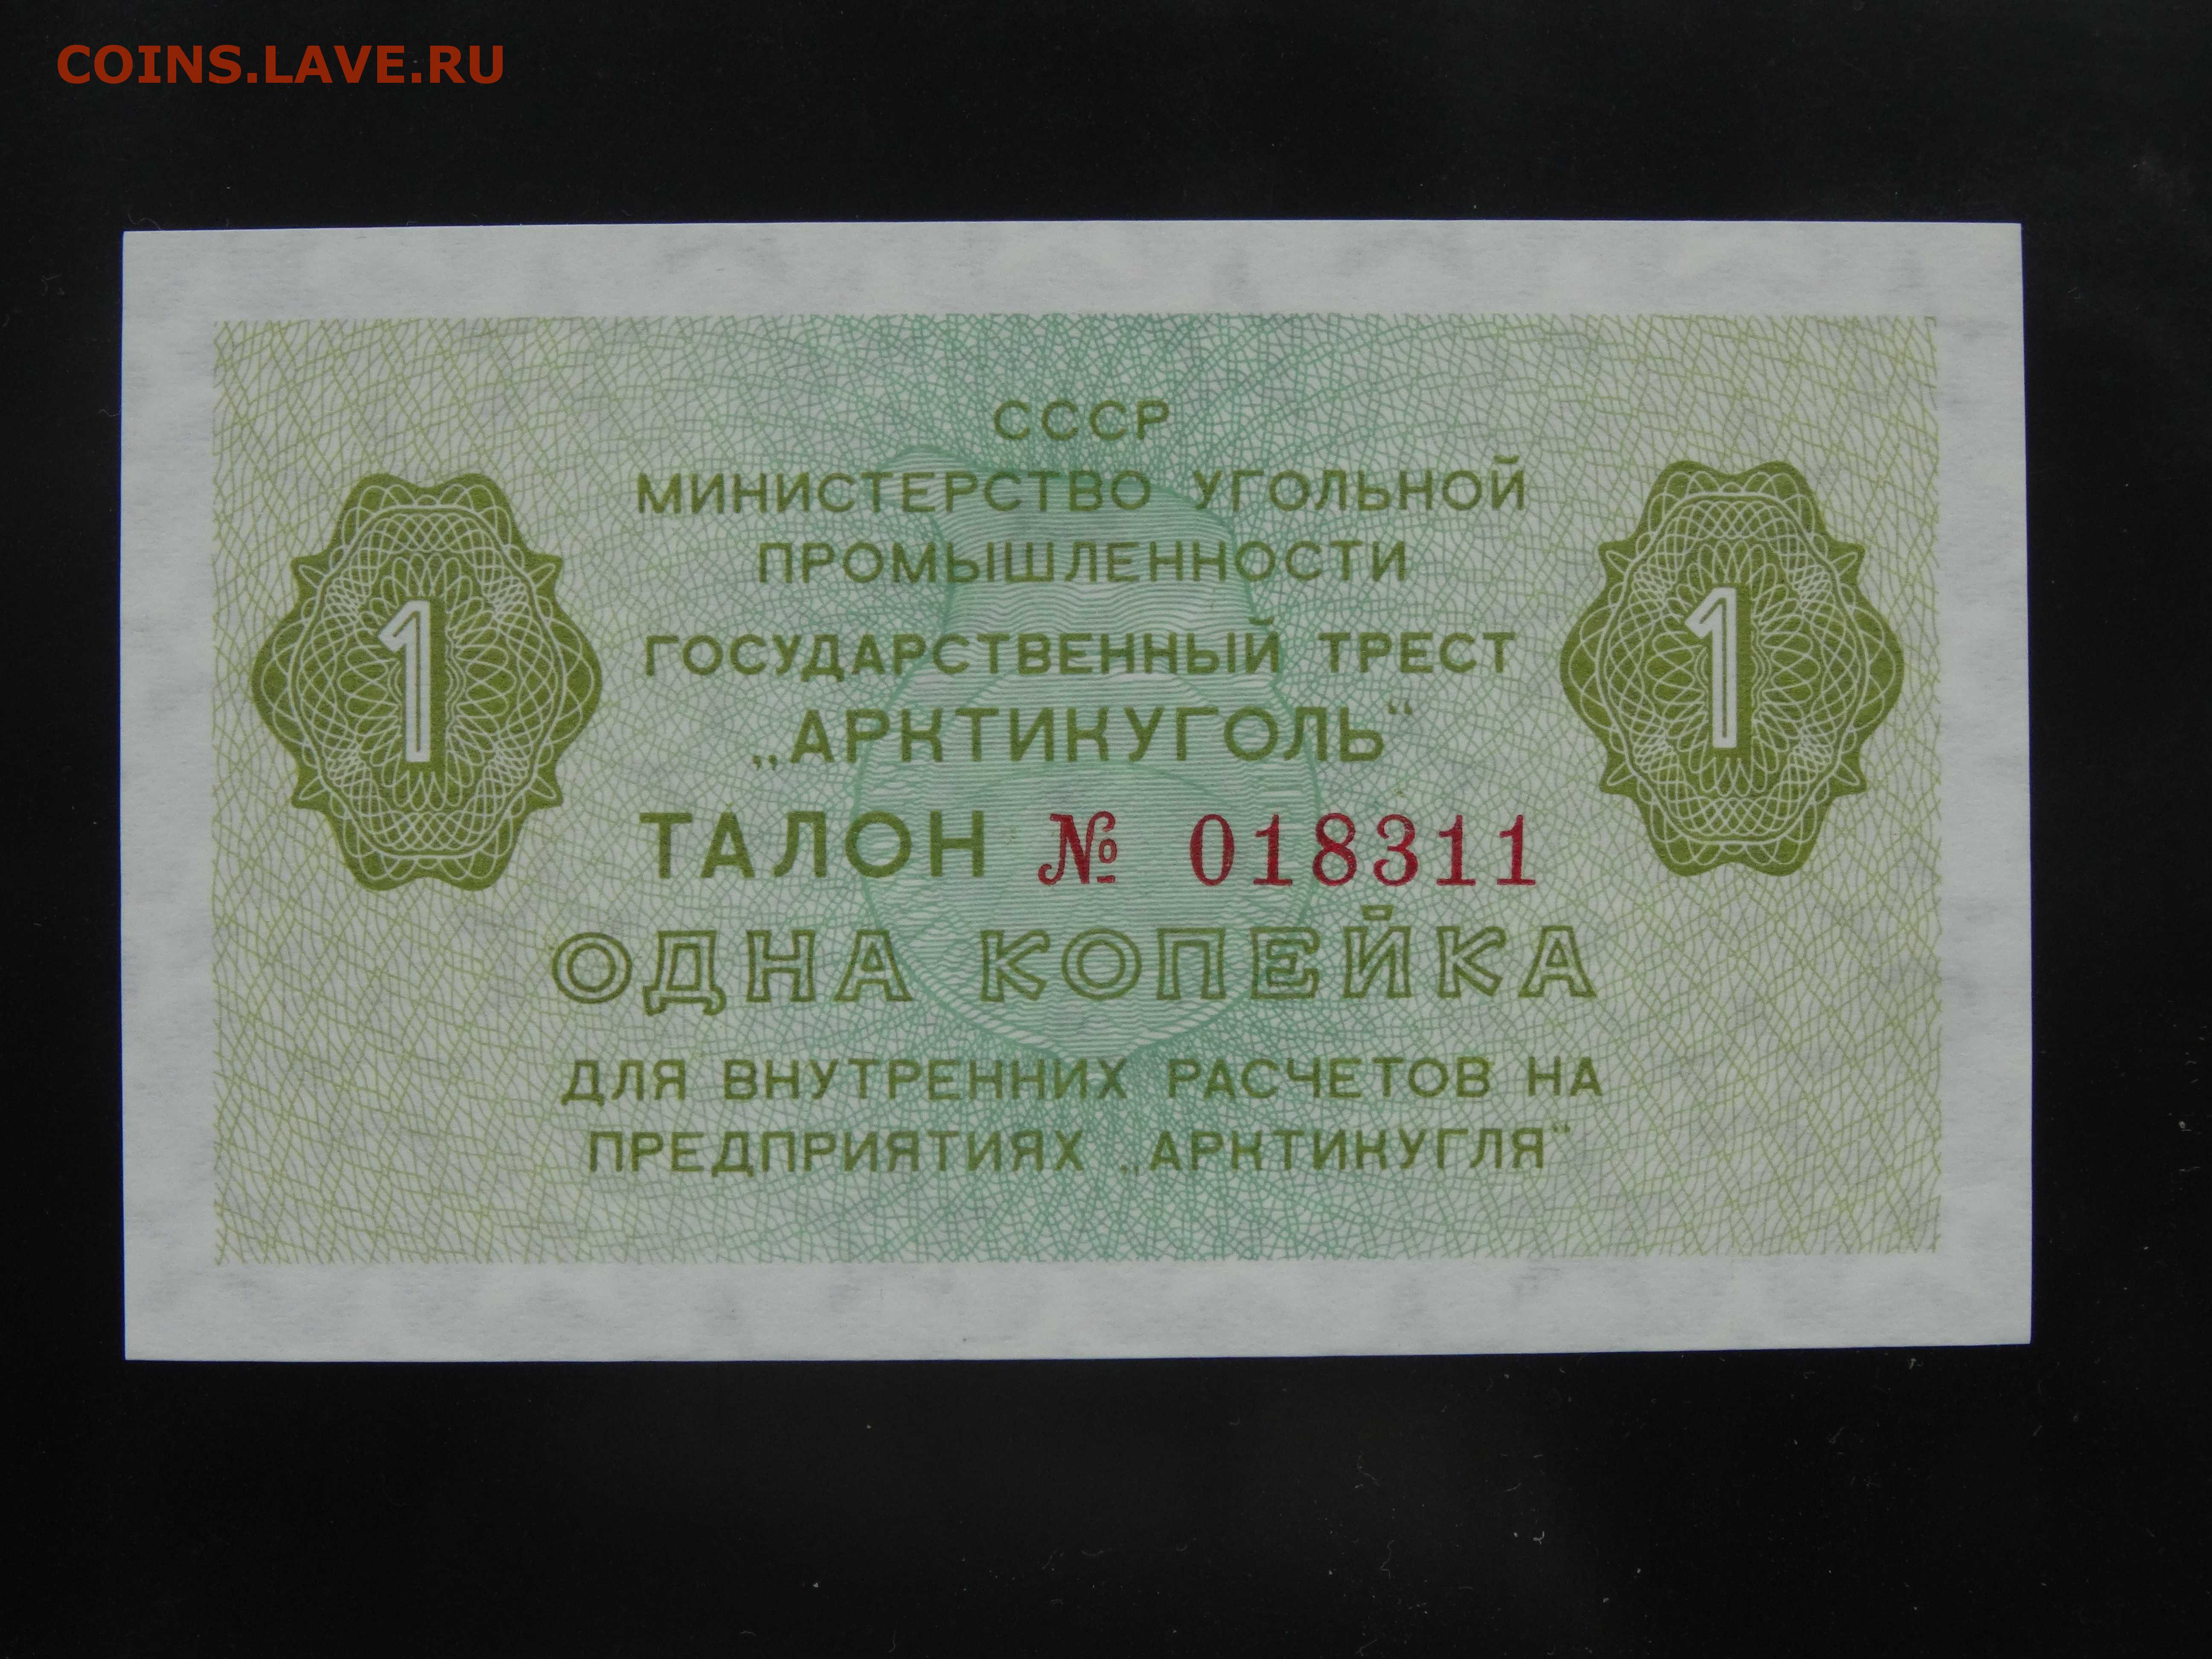 COINS.LAVE.RU
СССР
МИНИСТЕРСТВО УГОЛЬНОЙ
ПРОМЫШЛЕННОСТИ
ГОСУДАРСТВЕННЫЙ ТРЕСТ
„АРКТИКУГОЛЬ“
1 1
ТАЛОН № 018311
ОДНА КОПЕЙКА
ДЛЯ ВНУТРЕННИХ РАСЧЕТОВ НА
ПРЕДПРИЯТИЯХ „АРКТИКУГЛЯ“